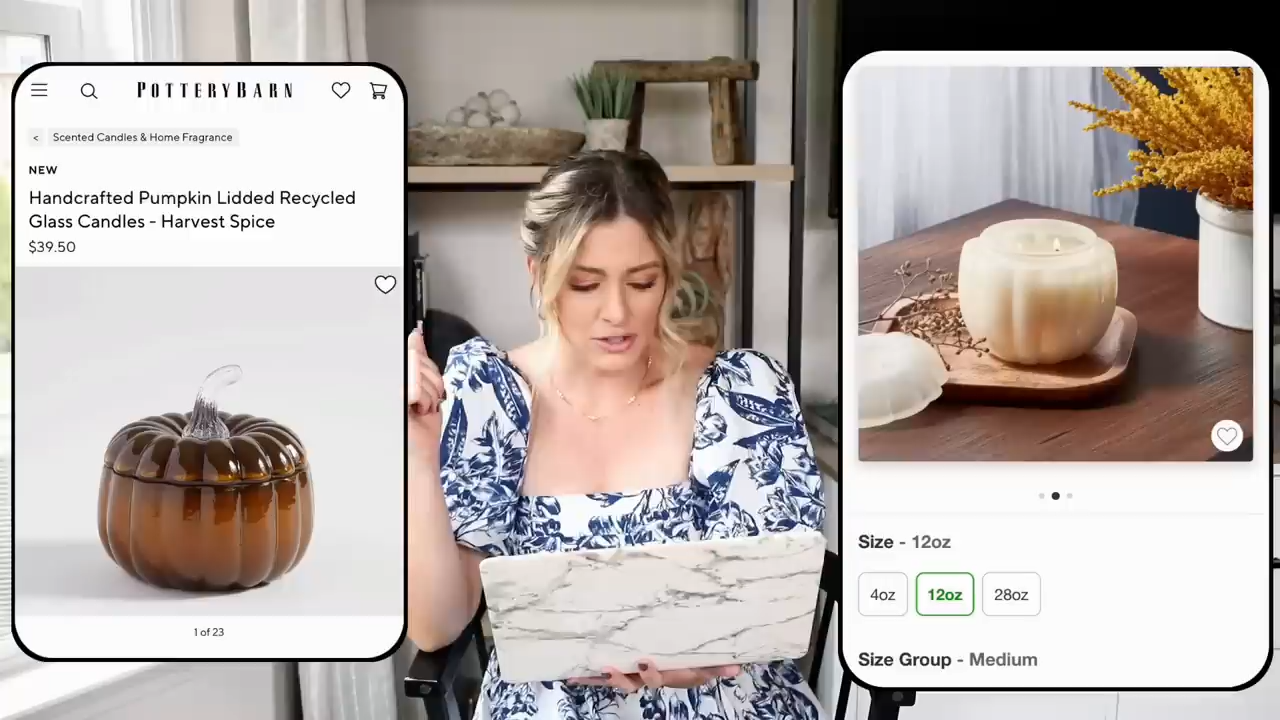 POTTERYBARN
< Scented Candles & Home Fragrance
NEW
Handcrafted Pumpkin Lidded Recycled
Glass Candles - Harvest Spice
$39.50
1 of 23
Size - 12oz
4oz 12oz 28oz
Size Group - Medium